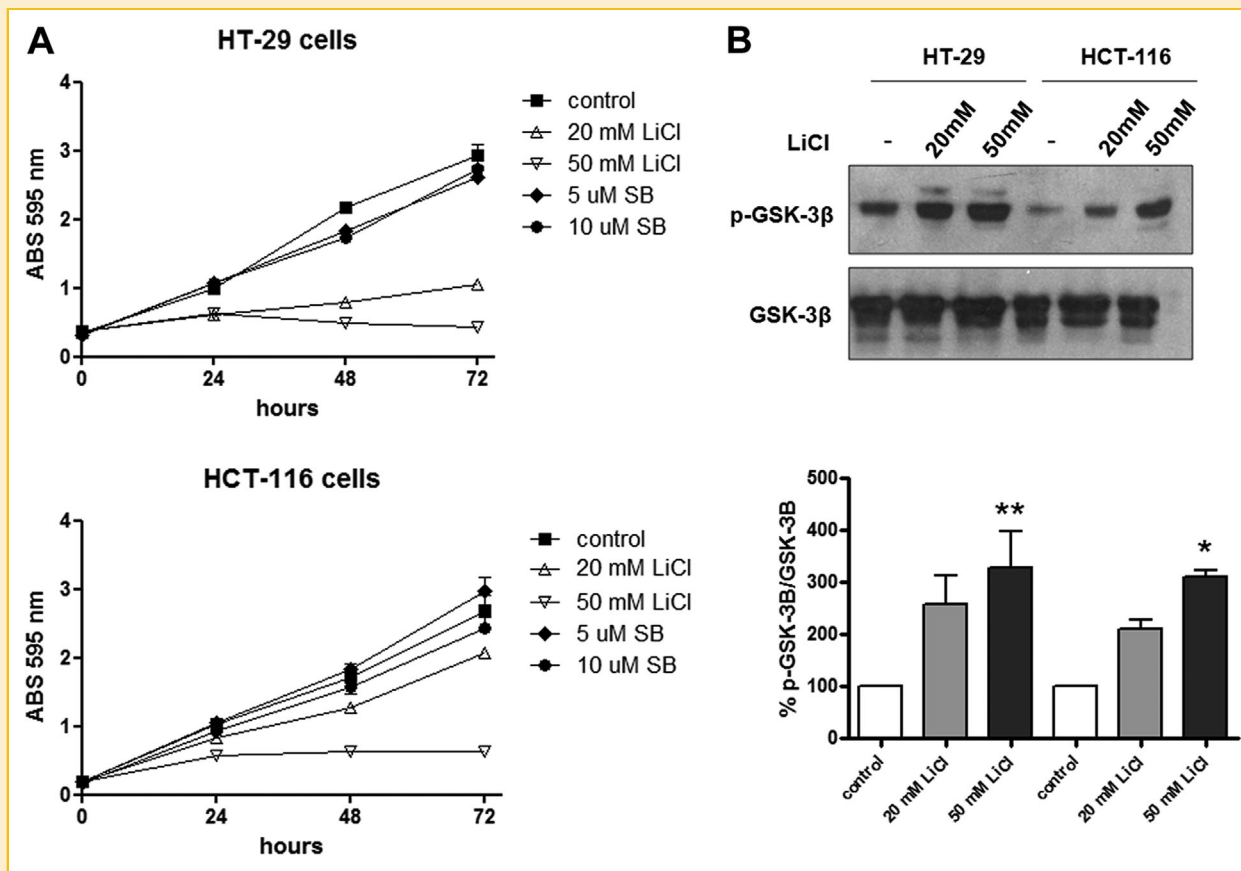 A
HT-29 cells
4
3
2
1
0
ABS 595 nm
0 24 48 72
hours
control
20 mM LiCl
50 mM LiCl
5 uM SB
10 uM SB
HCT-116 cells
4
3
2
1
0
ABS 595 nm
0 24 48 72
hours
control
20 mM LiCl
50 mM LiCl
5 uM SB
10 uM SB
B
HT-29 HCT-116
LiCl - 20mM 50mM - 20mM 50mM
p-GSK-3β
GSK-3β
500
400
300
200
100
0
% p-GSK-3B/GSK-3B
** *
control 20 mM LiCl 50 mM LiCl control 20 mM LiCl 50 mM LiCl